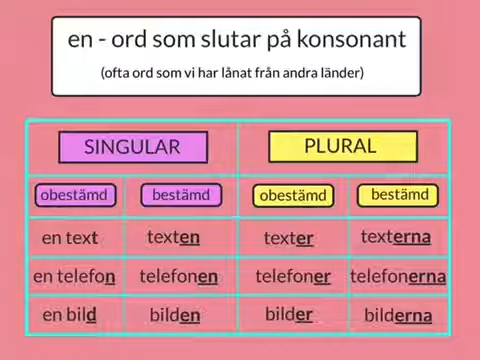 en - ord som slutar på konsonant
(ofta ord som vi har lånat från andra länder)
SINGULAR PLURAL
obestämd bestämd obestämd bestämd
en text texten texter texterna
en telefon telefonen telefoner telefonerna
en bild bilden bilder bilderna